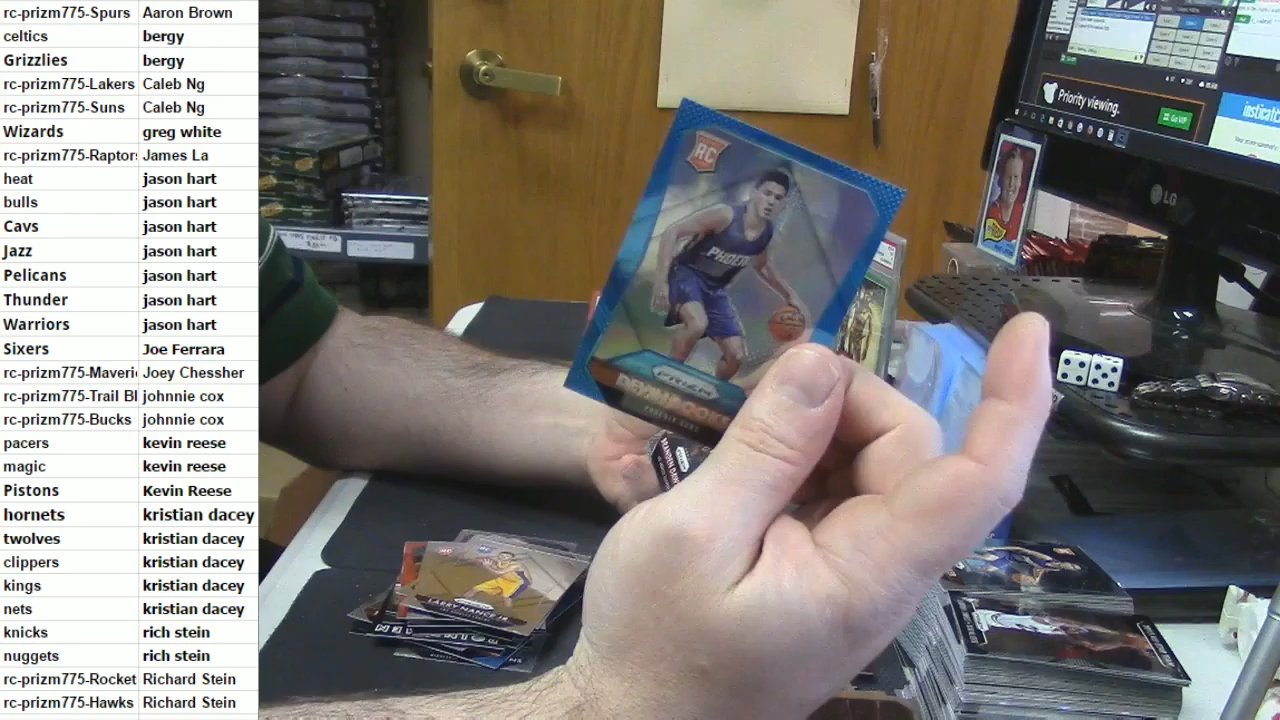 rc-prizm775-Spurs Aaron Brown
celtics bergy
Grizzlies bergy
rc-prizm775-Lakers Caleb Ng
rc-prizm775-Suns Caleb Ng
Wizards greg white
rc-prizm775-Raptors James La
heat jason hart
bulls jason hart
Cavs jason hart
Jazz jason hart
Pelicans jason hart
Thunder jason hart
Warriors jason hart
Sixers Joe Ferrara
rc-prizm775-Maveri Joey Chessher
rc-prizm775-Trail Bl johnnie cox
rc-prizm775-Bucks johnnie cox
pacers kevin reese
magic kevin reese
Pistons Kevin Reese
hornets kristian dacey
twolves kristian dacey
clippers kristian dacey
kings kristian dacey
nets kristian dacey
knicks rich stein
nuggets rich stein
rc-prizm775-Rocket Richard Stein
rc-prizm775-Hawks Richard Stein
RC
PHOENIX
PRIZM
DEVIN BOOKER
PHOENIX SUNS
LARRY NANCE JR
Priority viewing.
Go VIP
LG